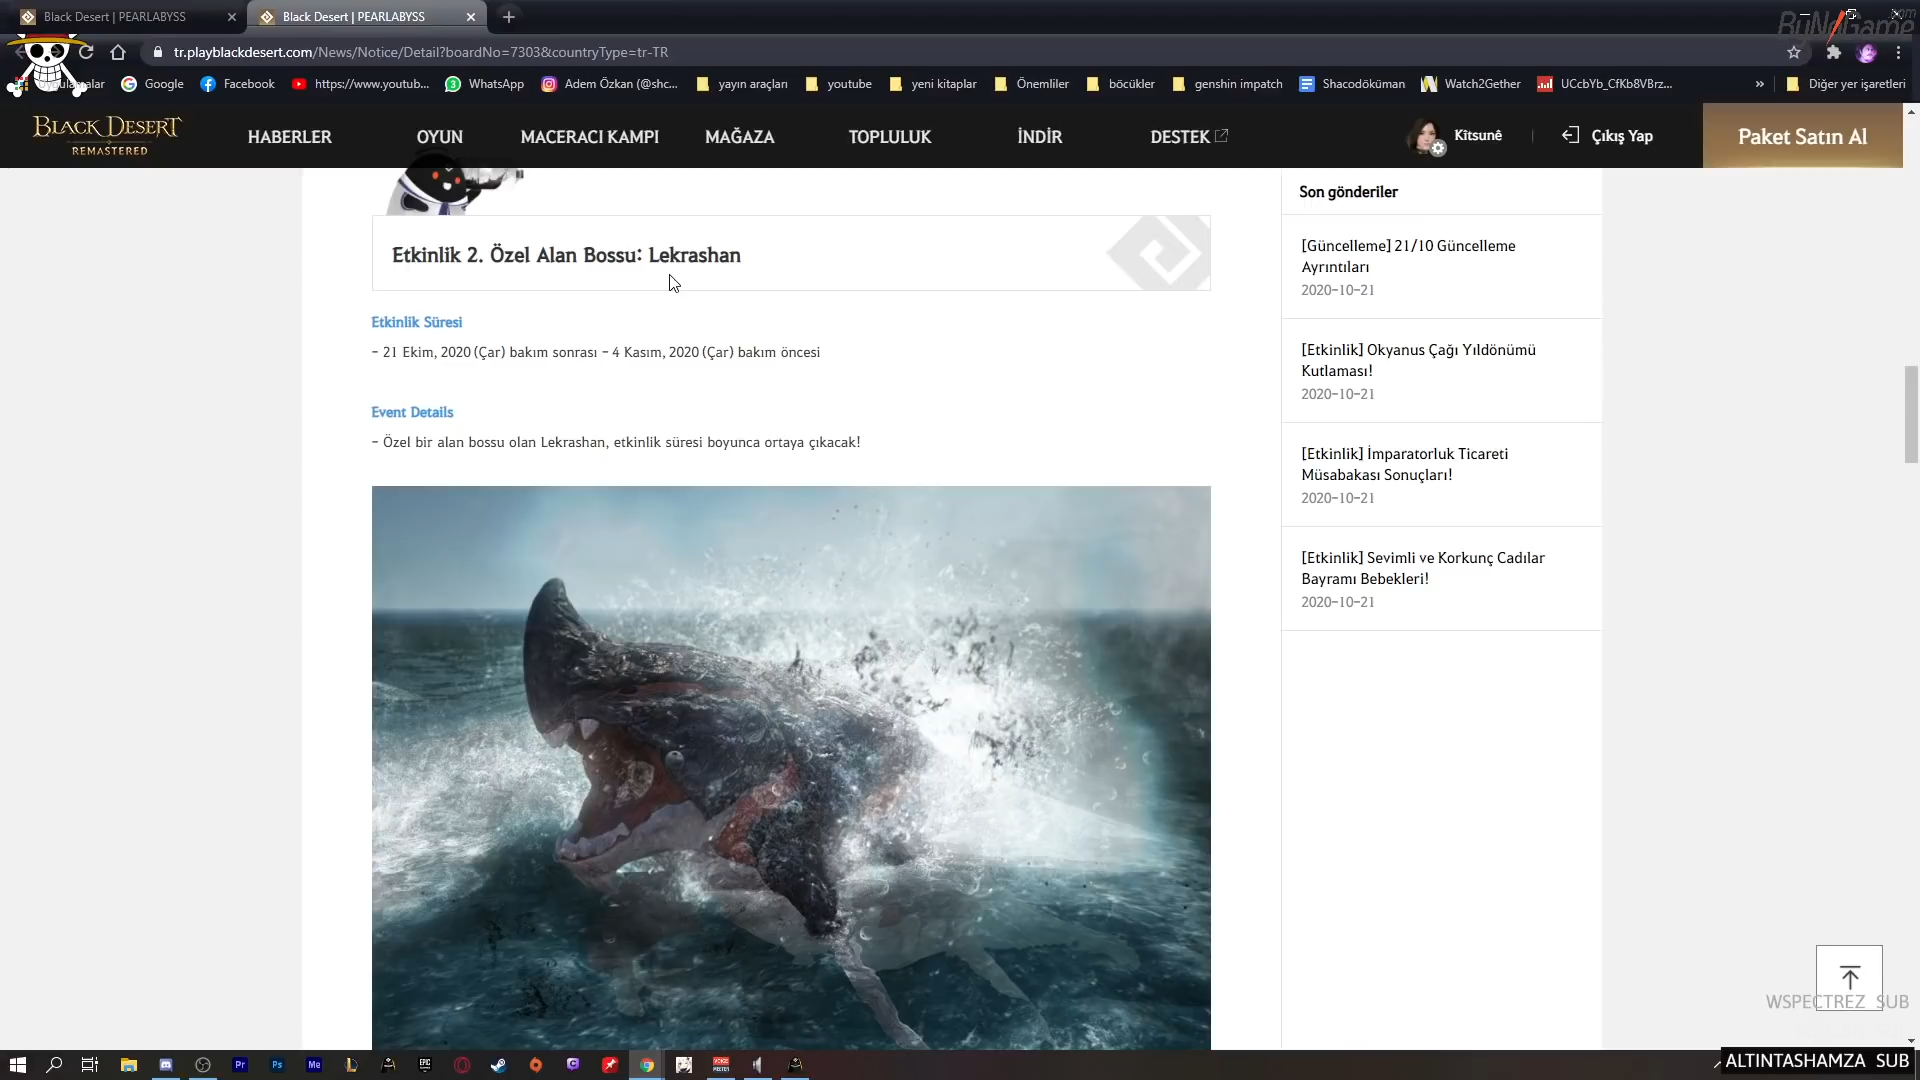 Black Desert | PEARLABYSS
Black Desert | PEARLABYSS
ByNoGame
.com
tr.playblackdesert.com/News/Notice/Detail?boardNo=7303&countryType=tr-TR
Google
Facebook
https://www.youtub...
WhatsApp
Adem Özkan (@shc...
yayın araçları
youtube
yeni kitaplar
Önemliler
böcükler
genshin impatch
Shacodöküman
Watch2Gether
UCcbYb_CfKb8VBrz...
»
Diğer yer işaretleri
BLACK DESERT
REMASTERED
HABERLER
OYUN
MACERACI KAMPI
MAĞAZA
TOPLULUK
İNDİR
DESTEK
Kitsunê
Çıkış Yap
Paket Satın Al
Etkinlik 2. Özel Alan Bossu: Lekrashan
Etkinlik Süresi
- 21 Ekim, 2020 (Çar) bakım sonrası - 4 Kasım, 2020 (Çar) bakım öncesi
Event Details
- Özel bir alan bossu olan Lekrashan, etkinlik süresi boyunca ortaya çıkacak!
Son gönderiler
[Güncelleme] 21/10 Güncelleme
Ayrıntıları
2020-10-21
[Etkinlik] Okyanus Çağı Yıldönümü
Kutlaması!
2020-10-21
[Etkinlik] İmparatorluk Ticareti
Müsabakası Sonuçları!
2020-10-21
[Etkinlik] Sevimli ve Korkunç Cadılar
Bayramı Bebekleri!
2020-10-21
WSPECTREZ SUB
Pr
Ps
Me
EPIC
ALTINTASHAMZA SUB